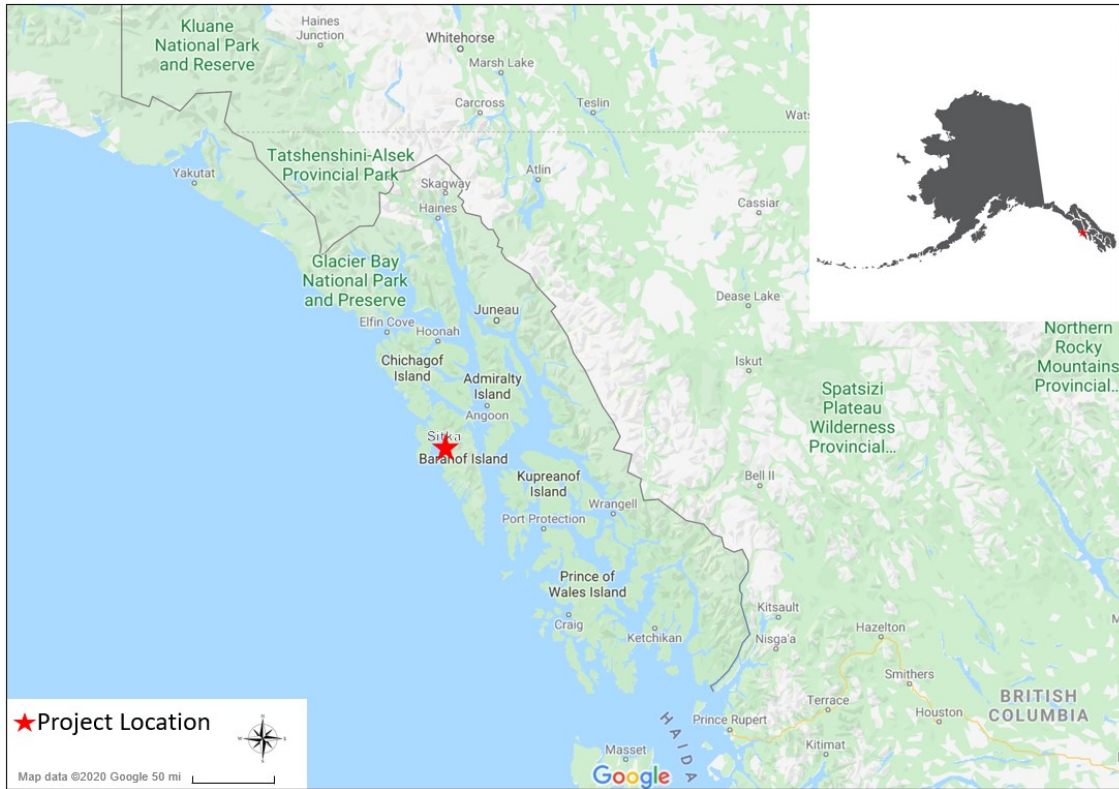 Kluane
National Park
and Reserve
Haines
Junction
Whitehorse
Marsh Lake
Carcross
Teslin
Wats
Tatshenshini-Alsek
Provincial Park
Yakutat
Skagway
Atlin
Haines
Cassiar
Glacier Bay
National Park
and Preserve
Juneau
Dease Lake
Elfin Cove
Hoonah
Northern
Rocky
Mountains
Provincial...
Chichagof
Island
Iskut
Admiralty
Island
Spatsizi
Plateau
Wilderness
Provincial...
Angoon
Sitka
Baranof Island
Kupreanof
Island
Bell II
Wrangell
Port Protection
Prince of
Wales Island
Craig
Ketchikan
Kitsault
Nisga'a
Hazelton
Smithers
Terrace
Houston
BRITISH
COLUMBIA
Prince Rupert
Kitimat
HAIDA
Masset
Google
Project Location
N
W
E
S
Map data ©2020 Google 50 mi